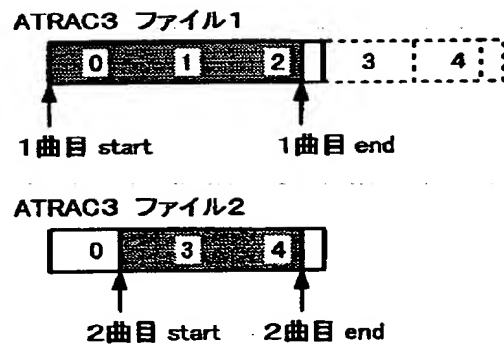 ATRAC3 ファイル1
0 1 2 3 4
1曲目 start 1曲目 end
ATRAC3 ファイル2
0 3 4
2曲目 start 2曲目 end